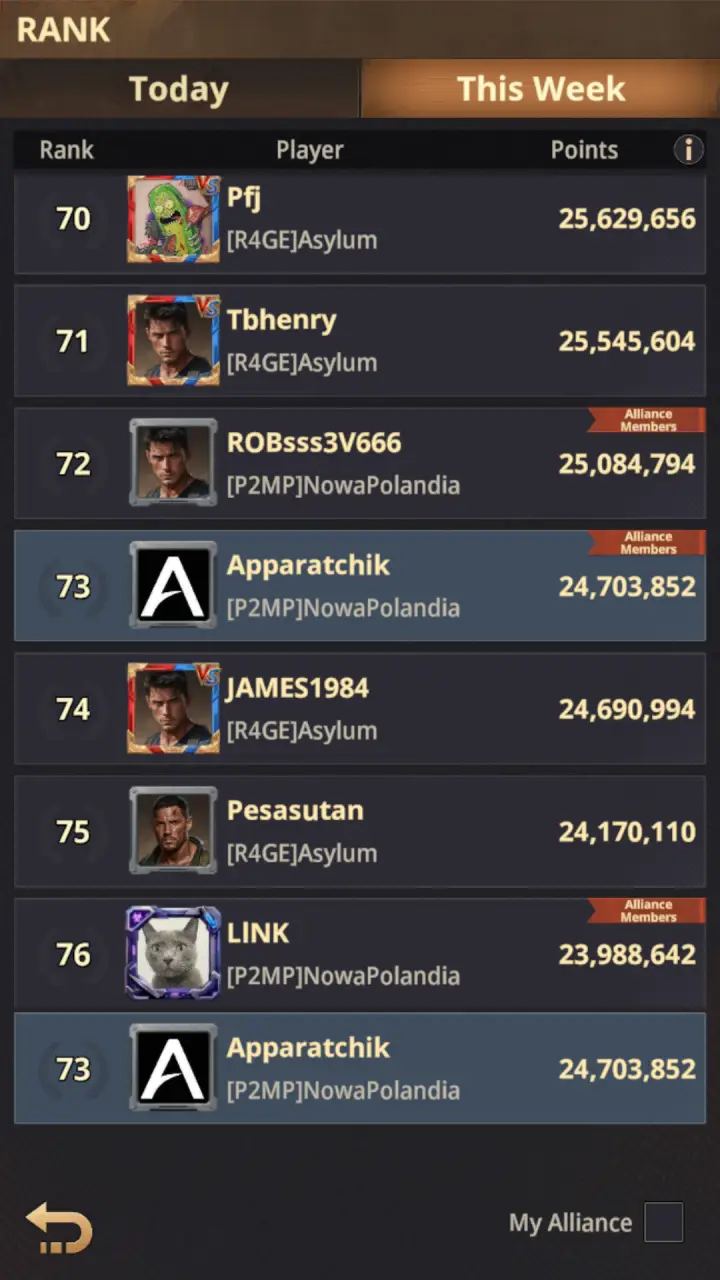 RANK
Today
This Week
Rank Player Points
70 Pfj 25,629,656
[R4GE]Asylum
71 Tbhenry 25,545,604
[R4GE]Asylum
Alliance
Members
72 ROBsss3V666 25,084,794
[P2MP]NowaPolandia
Alliance
Members
73 Apparatchik 24,703,852
[P2MP]NowaPolandia
74 JAMES1984 24,690,994
[R4GE]Asylum
75 Pesasutan 24,170,110
[R4GE]Asylum
Alliance
Members
76 LINK 23,988,642
[P2MP]NowaPolandia
73 Apparatchik 24,703,852
[P2MP]NowaPolandia
My Alliance